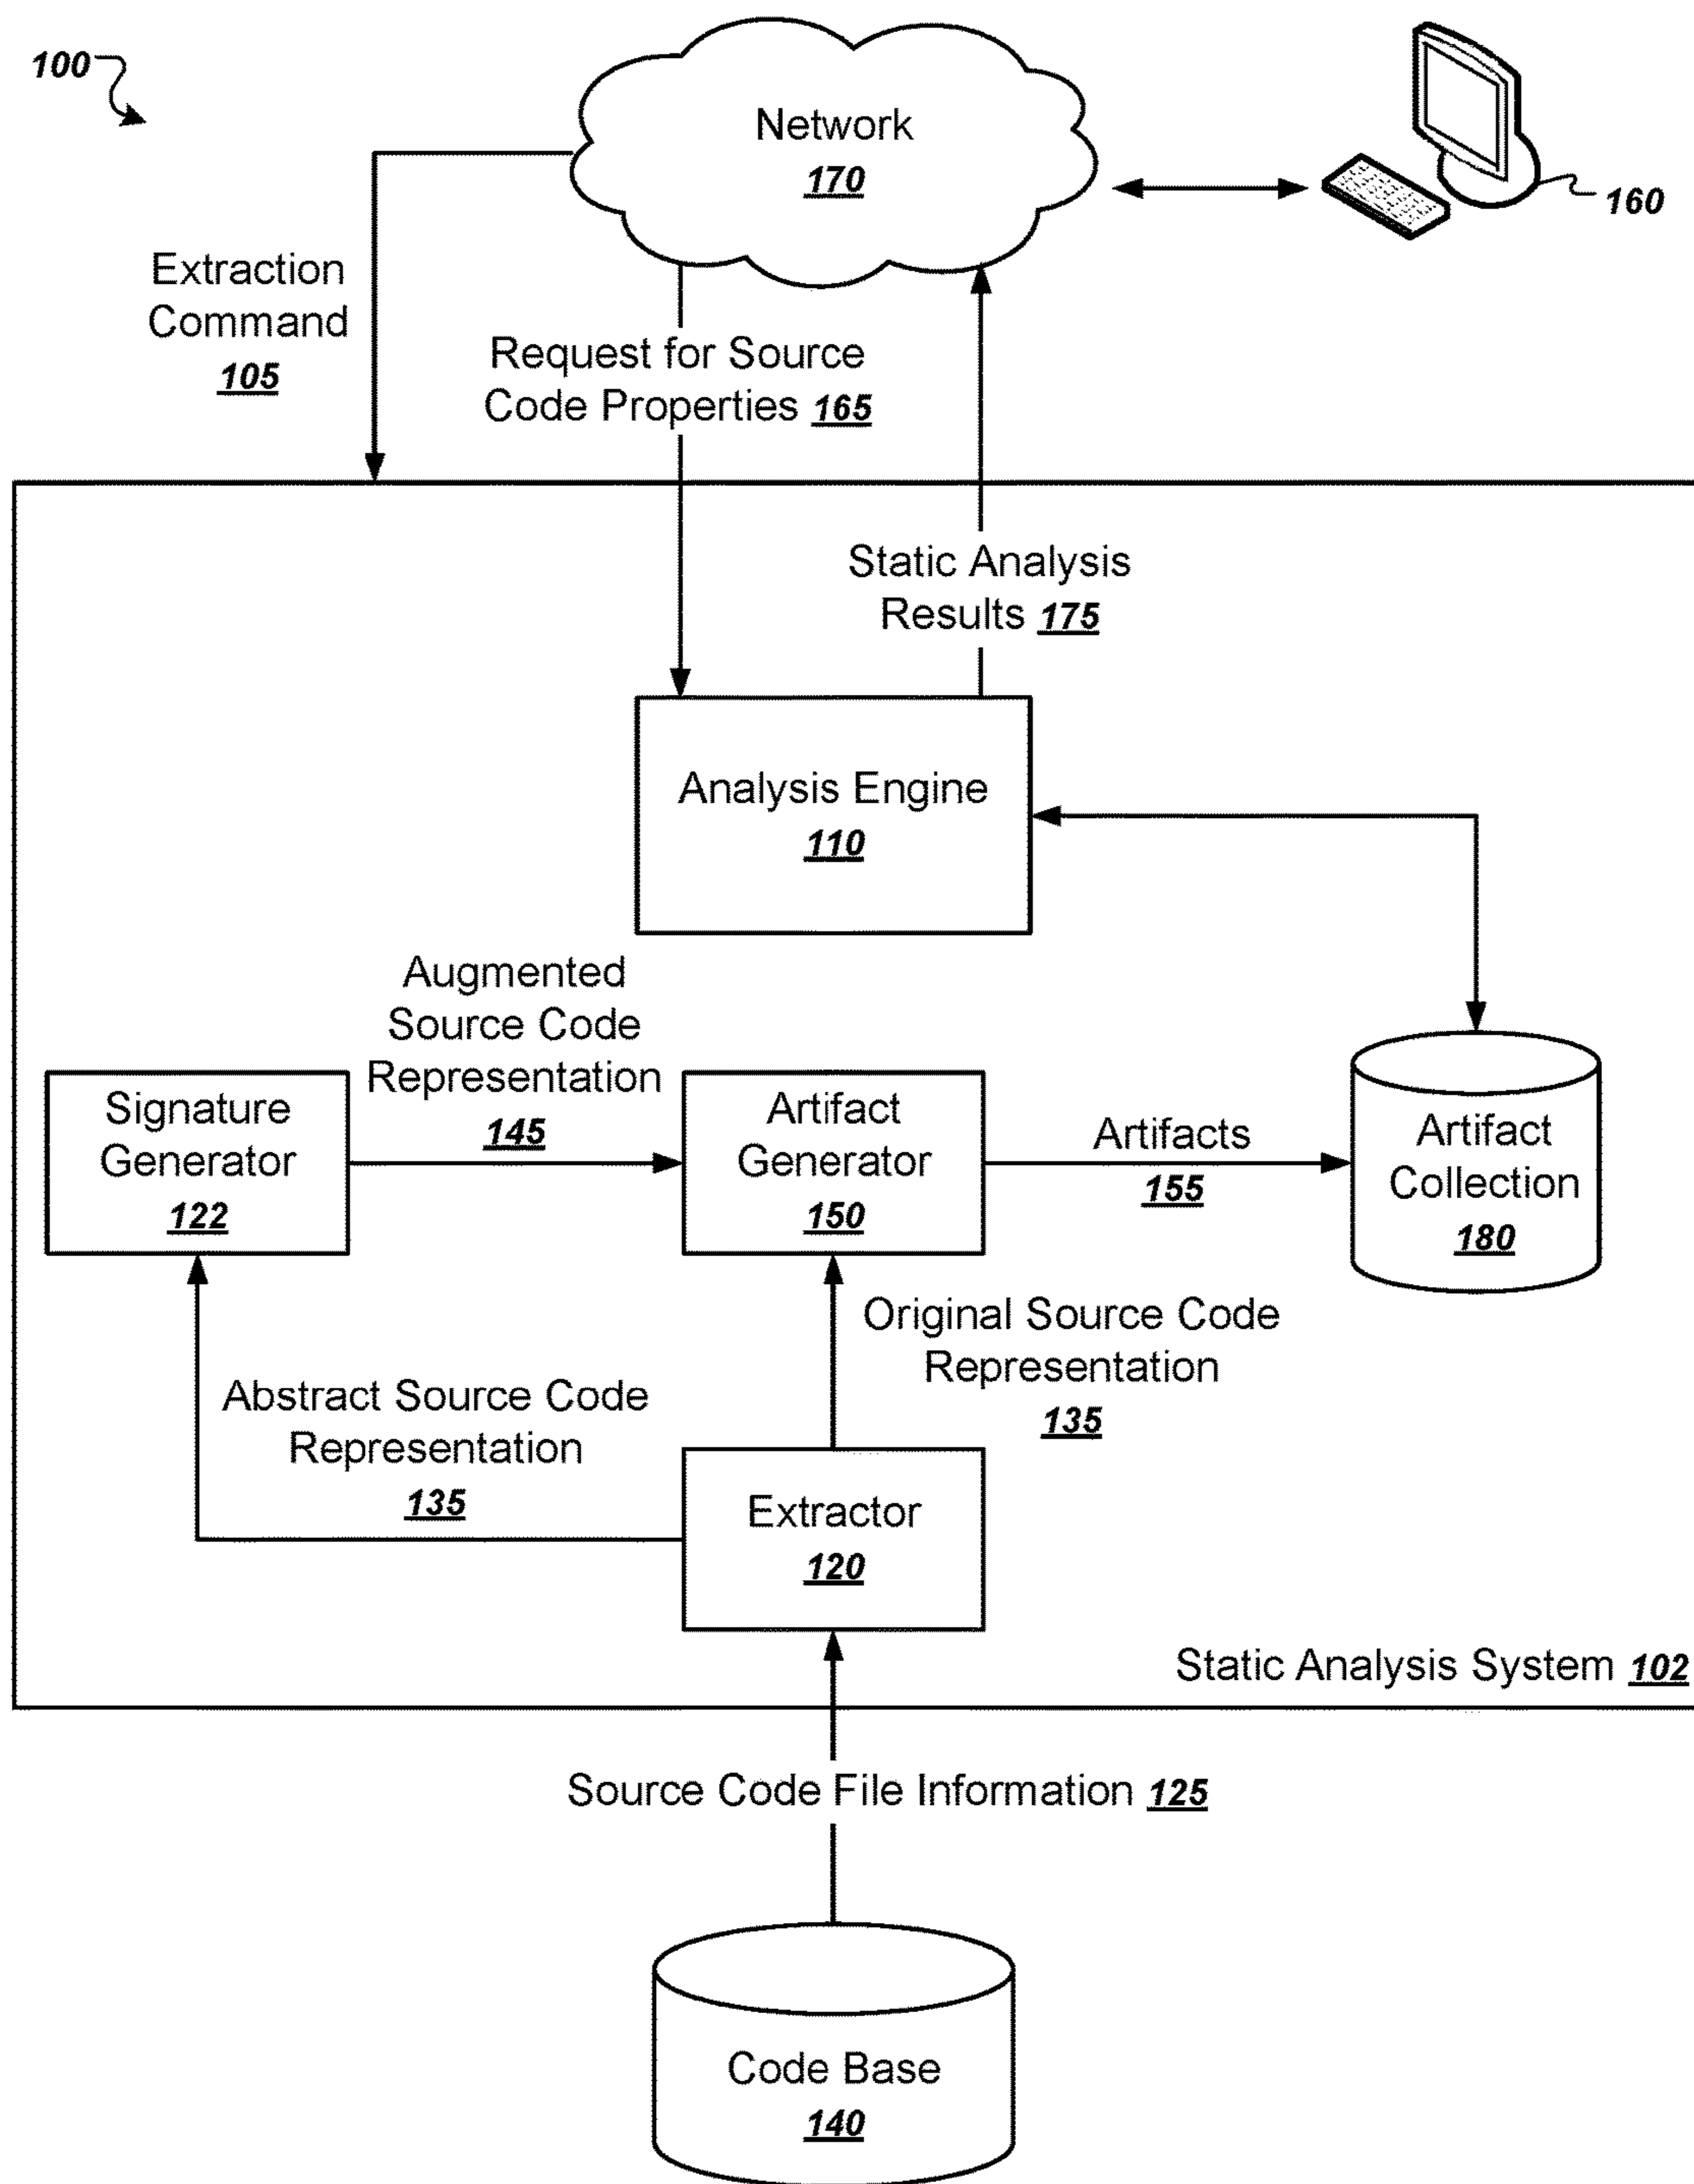 100
Network
170
160
Extraction
Command
105
Request for Source
Code Properties 165
Static Analysis
Results 175
Analysis Engine
110
Augmented
Source Code
Representation
145
Signature
Generator
122
Artifact
Generator
150
Artifacts
155
Artifact
Collection
180
Original Source Code
Representation
135
Abstract Source Code
Representation
135
Extractor
120
Static Analysis System 102
Source Code File Information 125
Code Base
140